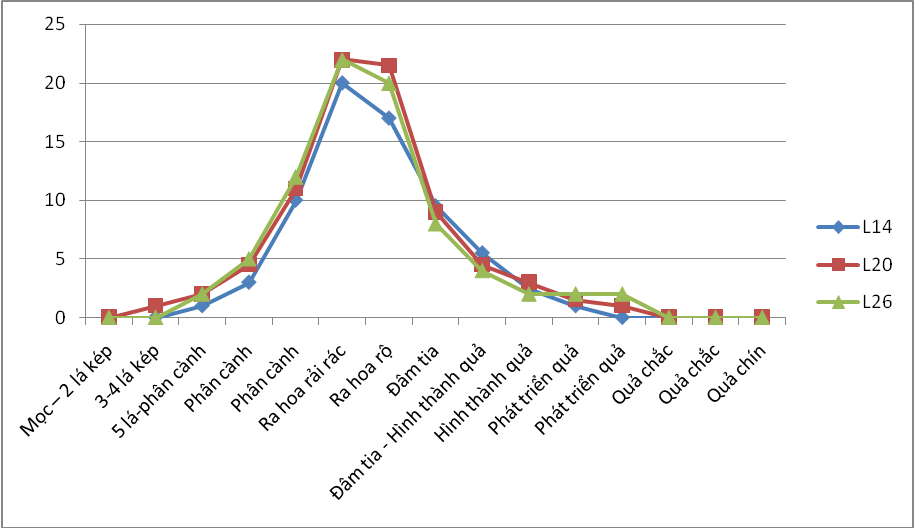 25
20
15
10
5
0
Mọc – 2 lá kép
3-4 lá kép
5 lá-phân cành
Phân cành
Phân cành
Ra hoa rải rác
Ra hoa rộ
Đâm tia
Đâm tia - Hình thành quả
Hình thành quả
Phát triển quả
Phát triển quả
Quả chắc
Quả chắc
Quả chín
L14
L20
L26